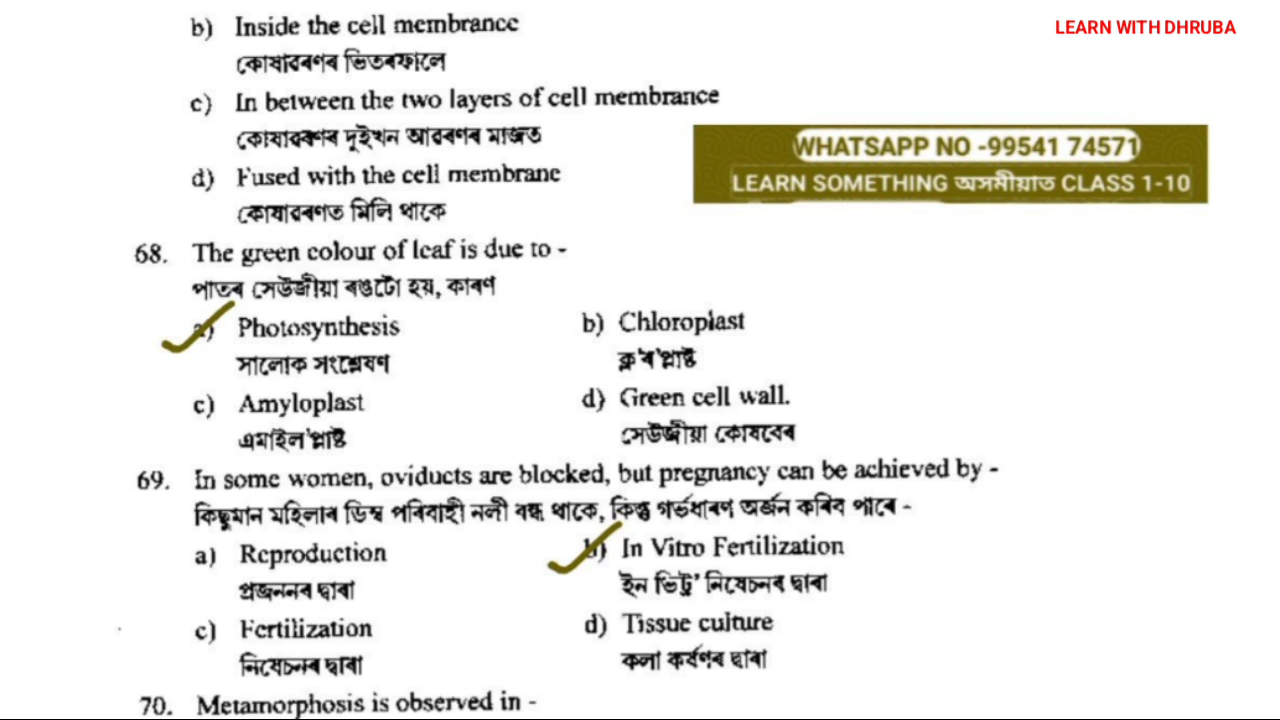 LEARN WITH DHRUBA
b) Inside the cell membrance
কোষাৱৰণৰ ভিতৰফালে
c) In between the two layers of cell membrance
কোষাৱৰণৰ দুইখন আৱৰণৰ মাজত
WHATSAPP NO -99541 74571
LEARN SOMETHING অসমীয়াত CLASS 1-10
d) Fused with the cell membrane
কোষাৱৰণত মিলি থাকে
68. The green colour of leaf is due to -
পাতৰ সেউজীয়া ৰঙটো হয়, কাৰণ
a) Photosynthesis b) Chloroplast
সালোক সংশ্লেষণ ক্ল'ৰ'প্লাষ্ট
c) Amyloplast d) Green cell wall.
এমাইল'প্লাষ্ট সেউজীয়া কোষবেৰ
69. In some women, oviducts are blocked, but pregnancy can be achieved by -
কিছুমান মহিলাৰ ডিম্ব পৰিবাহী নলী বন্ধ থাকে, কিন্তু গৰ্ভধাৰণ অৰ্জন কৰিব পাৰে -
a) Reproduction b) In Vitro Fertilization
প্ৰজননৰ দ্বাৰা ইন ভিট্ৰ' নিষেচনৰ দ্বাৰা
c) Fertilization d) Tissue culture
নিষেচনৰ দ্বাৰা কলা কৰ্ষণৰ দ্বাৰা
70. Metamorphosis is observed in -